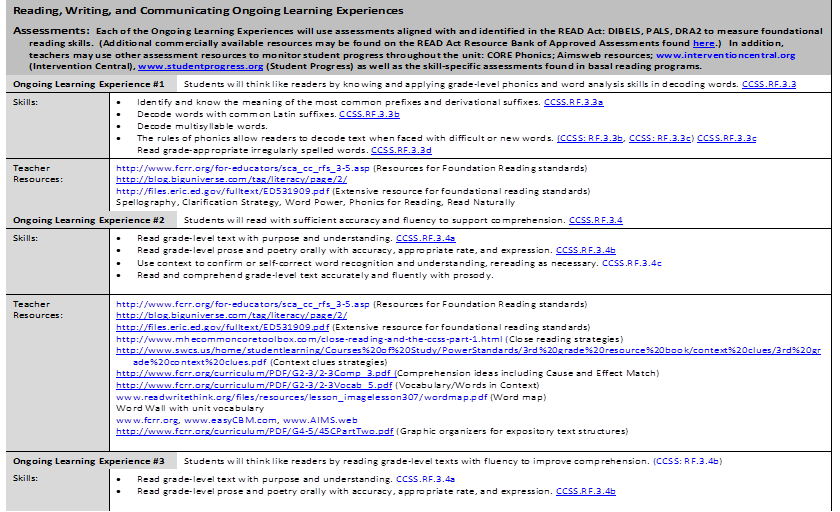 Reading, Writing, and Communicating Ongoing Learning Experiences
Assessments: Each of the Ongoing Learning Experiences will use assessments aligned with and identified in the READ Act: DIBELS, PALS, DRA2 to measure foundational
reading skills. (Additional commercially available resources may be found on the READ Act Resource Bank of Approved Assessments found here.) In addition,
teachers may use other assessment resources to monitor student progress throughout the unit: CORE Phonics; Aimsweb resources; www.interventioncentral.org
(Intervention Central), www.studentprogress.org (Student Progress) as well as the skill-specific assessments found in basal reading programs.
Ongoing Learning Experience #1 Students will think like readers by knowing and applying grade-level phonics and word analysis skills in decoding words. CCSS.RF.3.3
Skills: • Identify and know the meaning of the most common prefixes and derivational suffixes. CCSS.RF.3.3a
• Decode words with common Latin suffixes. CCSS.RF.3.3b
• Decode multisyllable words.
• The rules of phonics allow readers to decode text when faced with difficult or new words. (CCSS: RF.3.3b, CCSS: RF.3.3c) CCSS.RF.3.3c
Read grade-appropriate irregularly spelled words. CCSS.RF.3.3d
Teacher http://www.fcrr.org/for-educators/sca_cc_rfs_3-5.asp (Resources for Foundation Reading standards)
Resources: http://blog.biguniverse.com/tag/literacy/page/2/
http://files.eric.ed.gov/fulltext/ED531909.pdf (Extensive resource for foundational reading standards)
Spellography, Clarification Strategy, Word Power, Phonics for Reading, Read Naturally
Ongoing Learning Experience #2 Students will read with sufficient accuracy and fluency to support comprehension. CCSS.RF.3.4
Skills: • Read grade-level text with purpose and understanding. CCSS.RF.3.4a
• Read grade-level prose and poetry orally with accuracy, appropriate rate, and expression. CCSS.RF.3.4b
• Use context to confirm or self-correct word recognition and understanding, rereading as necessary. CCSS.RF.3.4c
• Read and comprehend grade-level text accurately and fluently with prosody.
Teacher http://www.fcrr.org/for-educators/sca_cc_rfs_3-5.asp (Resources for Foundation Reading standards)
Resources: http://blog.biguniverse.com/tag/literacy/page/2/
http://files.eric.ed.gov/fulltext/ED531909.pdf (Extensive resource for foundational reading standards)
http://www.mhecommoncoretoolbox.com/close-reading-and-the-ccss-part-1.html (Close reading strategies)
http://www.swcs.us/home/studentlearning/Courses%20of%20Study/PowerStandards/3rd%20grade%20resource%20book/context%20clues/3rd%20gr
ade%20context%20clues.pdf (Context clues strategies)
http://www.fcrr.org/curriculum/PDF/G2-3/2-3Comp_3.pdf (Comprehension ideas including Cause and Effect Match)
http://www.fcrr.org/curriculum/PDF/G2-3/2-3Vocab_5.pdf (Vocabulary/Words in Context)
www.readwritethink.org/files/resources/lesson_imagelesson307/wordmap.pdf (Word map)
Word Wall with unit vocabulary
www.fcrr.org, www.easyCBM.com, www.AIMS.web
http://www.fcrr.org/curriculum/PDF/G4-5/45CPartTwo.pdf (Graphic organizers for expository text structures)
Ongoing Learning Experience #3 Students will think like readers by reading grade-level texts with fluency to improve comprehension. (CCSS: RF.3.4b)
Skills: • Read grade-level text with purpose and understanding. CCSS.RF.3.4a
• Read grade-level prose and poetry orally with accuracy, appropriate rate, and expression. CCSS.RF.3.4b